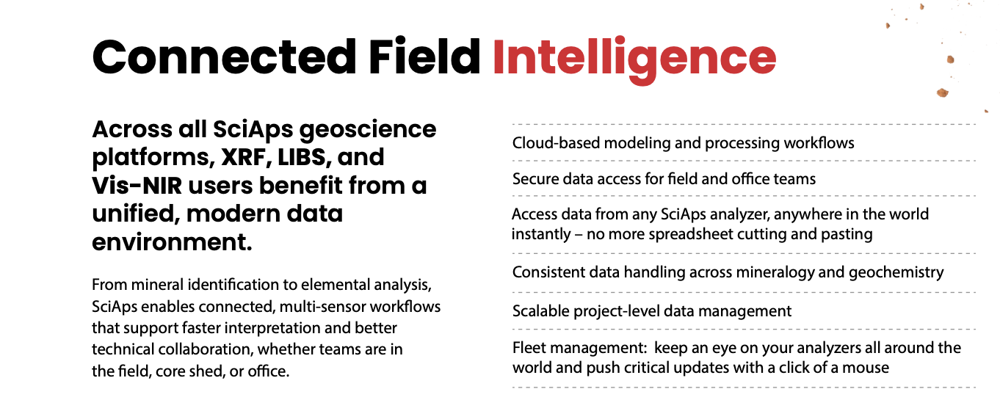 Connected Field Intelligence
Across all SciAps geoscience
platforms, XRF, LIBS, and
Vis-NIR users benefit from a
unified, modern data
environment.
From mineral identification to elemental analysis,
SciAps enables connected, multi-sensor workflows
that support faster interpretation and better
technical collaboration, whether teams are in
the field, core shed, or office.
Cloud-based modeling and processing workflows
Secure data access for field and office teams
Access data from any SciAps analyzer, anywhere in the world
instantly – no more spreadsheet cutting and pasting
Consistent data handling across mineralogy and geochemistry
Scalable project-level data management
Fleet management:  keep an eye on your analyzers all around the
world and push critical updates with a click of a mouse